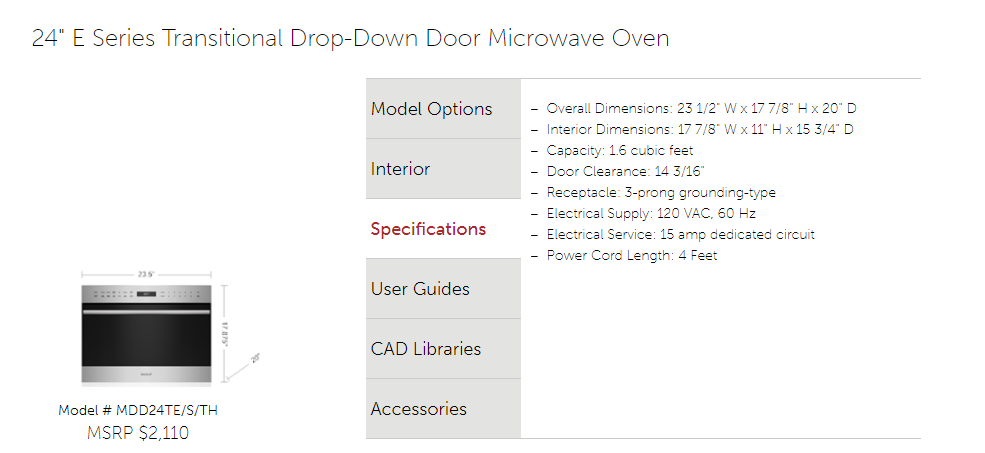 24" E Series Transitional Drop-Down Door Microwave Oven
Model Options
Interior
Specifications
User Guides
CAD Libraries
Accessories
– Overall Dimensions: 23 1/2" W x 17 7/8" H x 20" D
– Interior Dimensions: 17 7/8" W x 11" H x 15 3/4" D
– Capacity: 1.6 cubic feet
– Door Clearance: 14 3/16"
– Receptacle: 3-prong grounding-type
– Electrical Supply: 120 VAC, 60 Hz
– Electrical Service: 15 amp dedicated circuit
– Power Cord Length: 4 Feet
23.5"
17.875"
20"
Model # MDD24TE/S/TH
MSRP $2,110